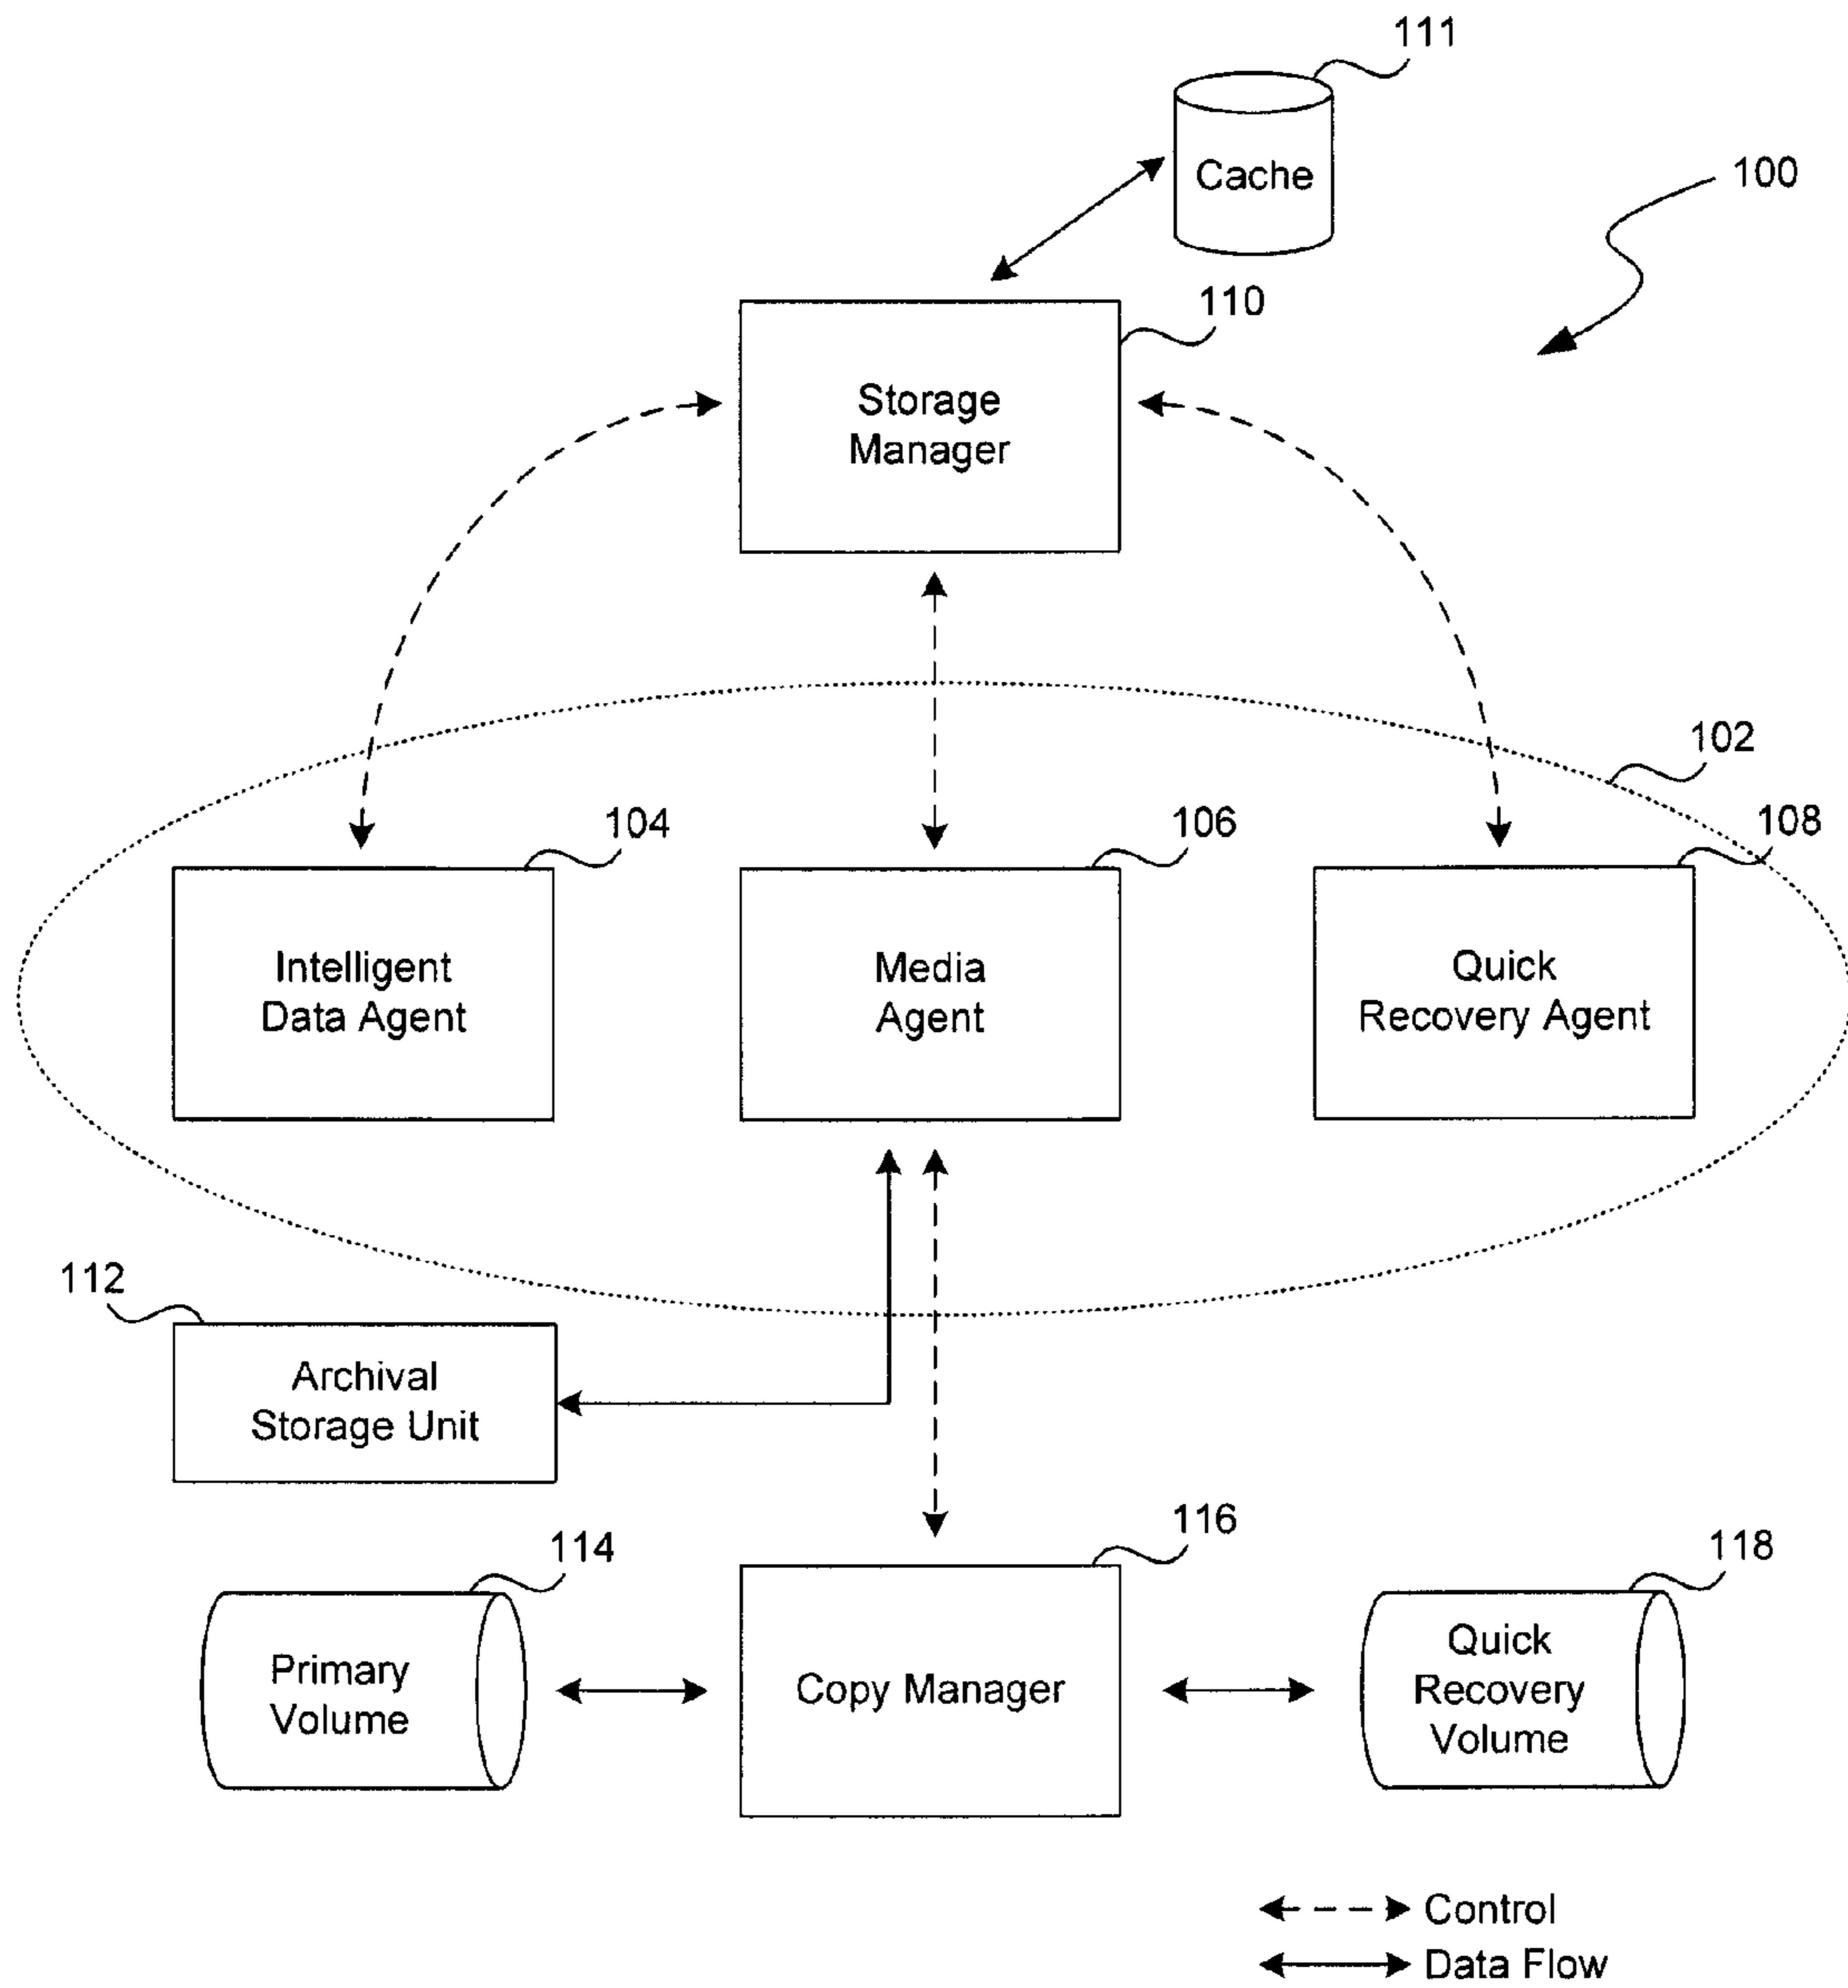 111
Cache
100
110
Storage
Manager
102
104
106
108
Intelligent
Data Agent
Media
Agent
Quick
Recovery Agent
112
Archival
Storage Unit
114
116
118
Primary
Volume
Copy Manager
Quick
Recovery
Volume
Control
Data Flow